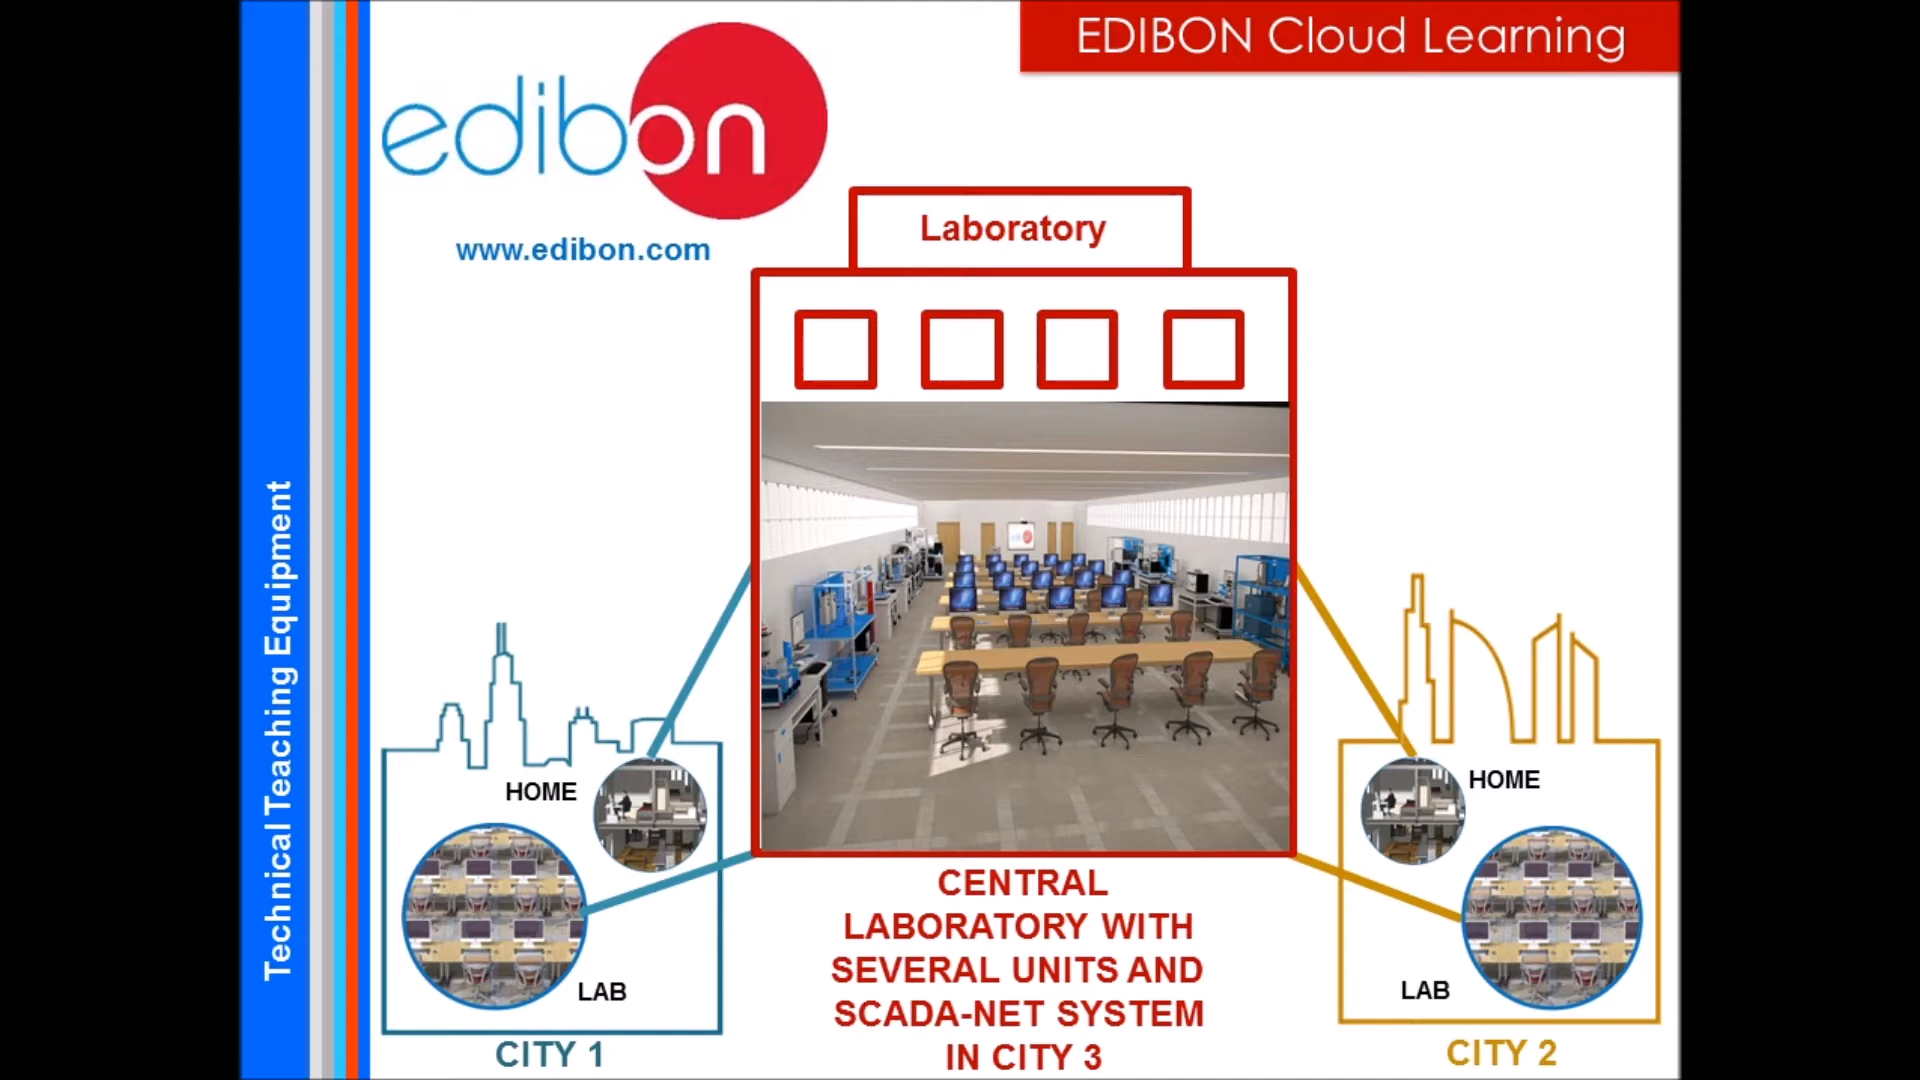 EDIBON Cloud Learning
edibon
www.edibon.com
Laboratory
Technical Teaching Equipment
HOME
LAB
CITY 1
CENTRAL
LABORATORY WITH
SEVERAL UNITS AND
SCADA-NET SYSTEM
IN CITY 3
HOME
LAB
CITY 2